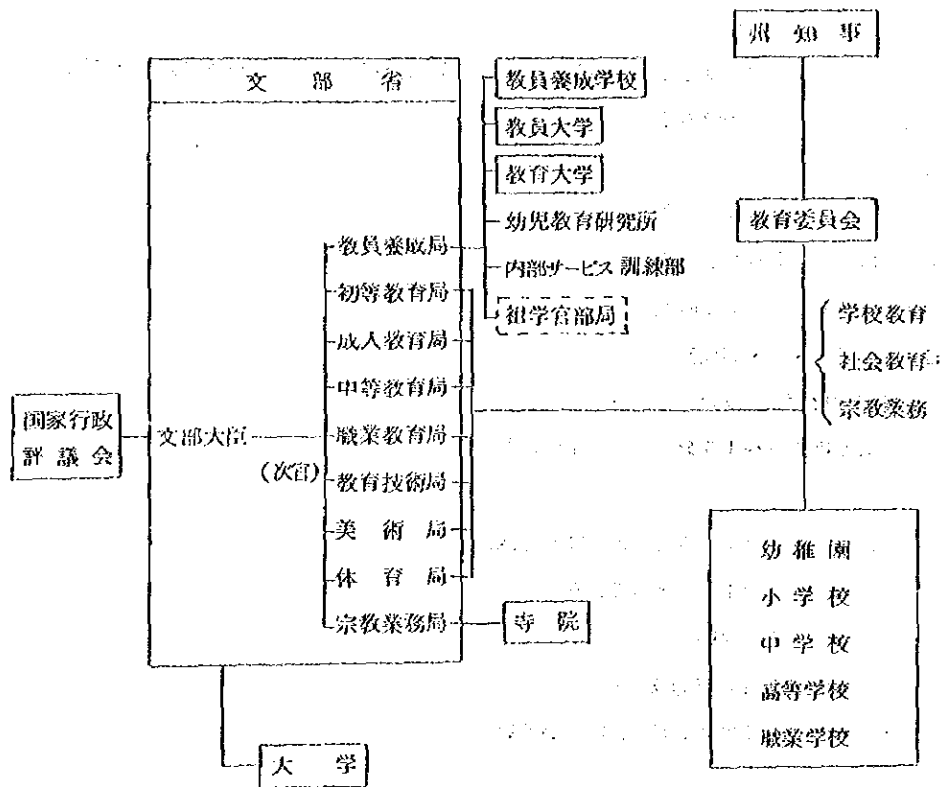 州知事
文部省
教員養成学校
教員大学
教育大学
幼児教育研究所
内部サービス訓練部
視学官部局
教育委員会
学校教育
社会教育
宗教業務
教員養成局
初等教育局
成人教育局
中等教育局
職業教育局
教育技術局
美術局
体育局
宗教業務局
寺院
国家行政
評議会
文部大臣
(次官)
幼稚園
小学校
中学校
高等学校
職業学校
大学